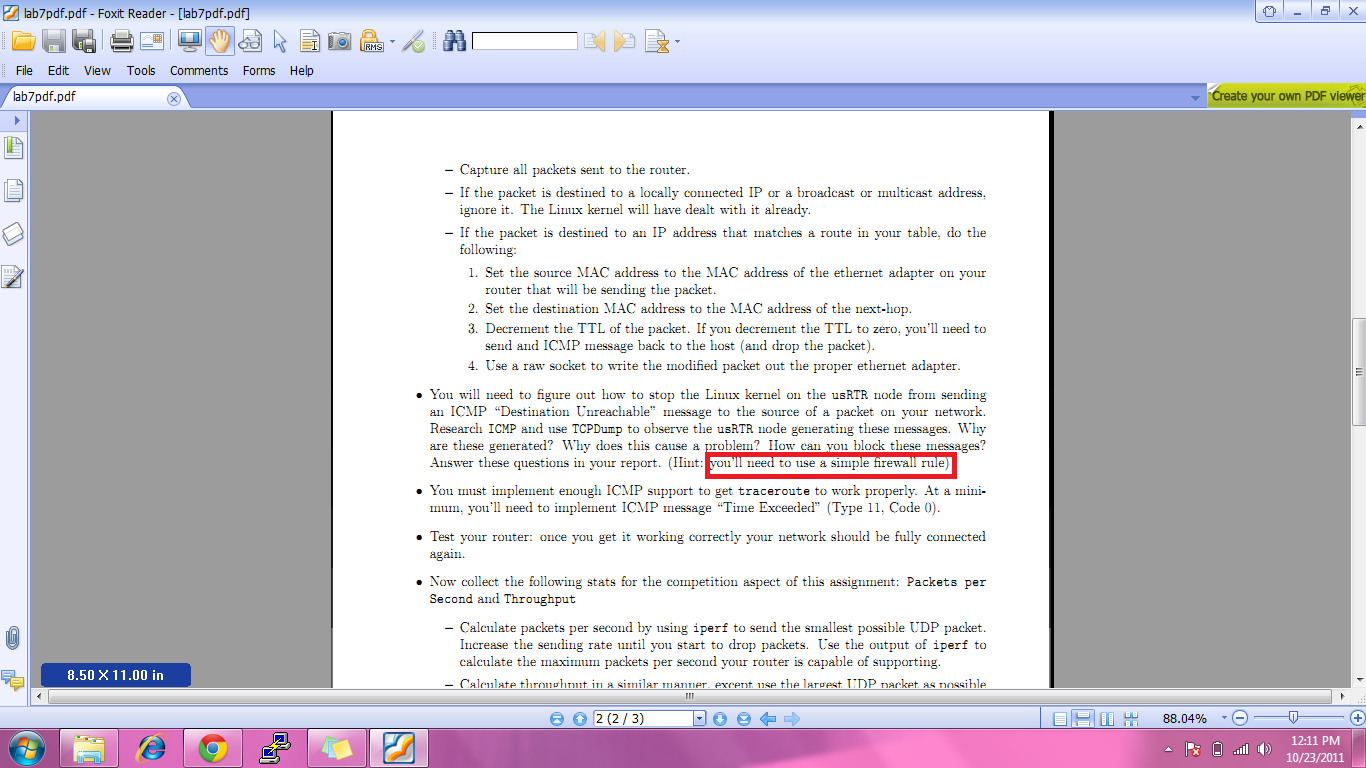 lab7pdf.pdf - Foxit Reader - [lab7pdf.pdf]
RMS
File Edit View Tools Comments Forms Help
lab7pdf.pdf
Create your own PDF viewer
– Capture all packets sent to the router.
– If the packet is destined to a locally connected IP or a broadcast or multicast address,
ignore it. The Linux kernel will have dealt with it already.
– If the packet is destined to an IP address that matches a route in your table, do the
following:
1. Set the source MAC address to the MAC address of the ethernet adapter on your
router that will be sending the packet.
2. Set the destination MAC address to the MAC address of the next-hop.
3. Decrement the TTL of the packet. If you decrement the TTL to zero, you'll need to
send and ICMP message back to the host (and drop the packet).
4. Use a raw socket to write the modified packet out the proper ethernet adapter.
• You will need to figure out how to stop the Linux kernel on the usRTR node from sending
an ICMP “Destination Unreachable” message to the source of a packet on your network.
Research ICMP and use TCPDump to observe the usRTR node generating these messages. Why
are these generated? Why does this cause a problem? How can you block these messages?
Answer these questions in your report. (Hint: you'll need to use a simple firewall rule)
• You must implement enough ICMP support to get traceroute to work properly. At a mini-
mum, you'll need to implement ICMP message “Time Exceeded” (Type 11, Code 0).
• Test your router: once you get it working correctly your network should be fully connected
again.
• Now collect the following stats for the competition aspect of this assignment: Packets per
Second and Throughput
– Calculate packets per second by using iperf to send the smallest possible UDP packet.
Increase the sending rate until you start to drop packets. Use the output of iperf to
calculate the maximum packets per second your router is capable of supporting.
– Calculate throughput in a similar manner, except use the largest UDP packet as possible
8.50 X 11.00 in
2 (2 / 3)
88.04%
12:11 PM
10/23/2011